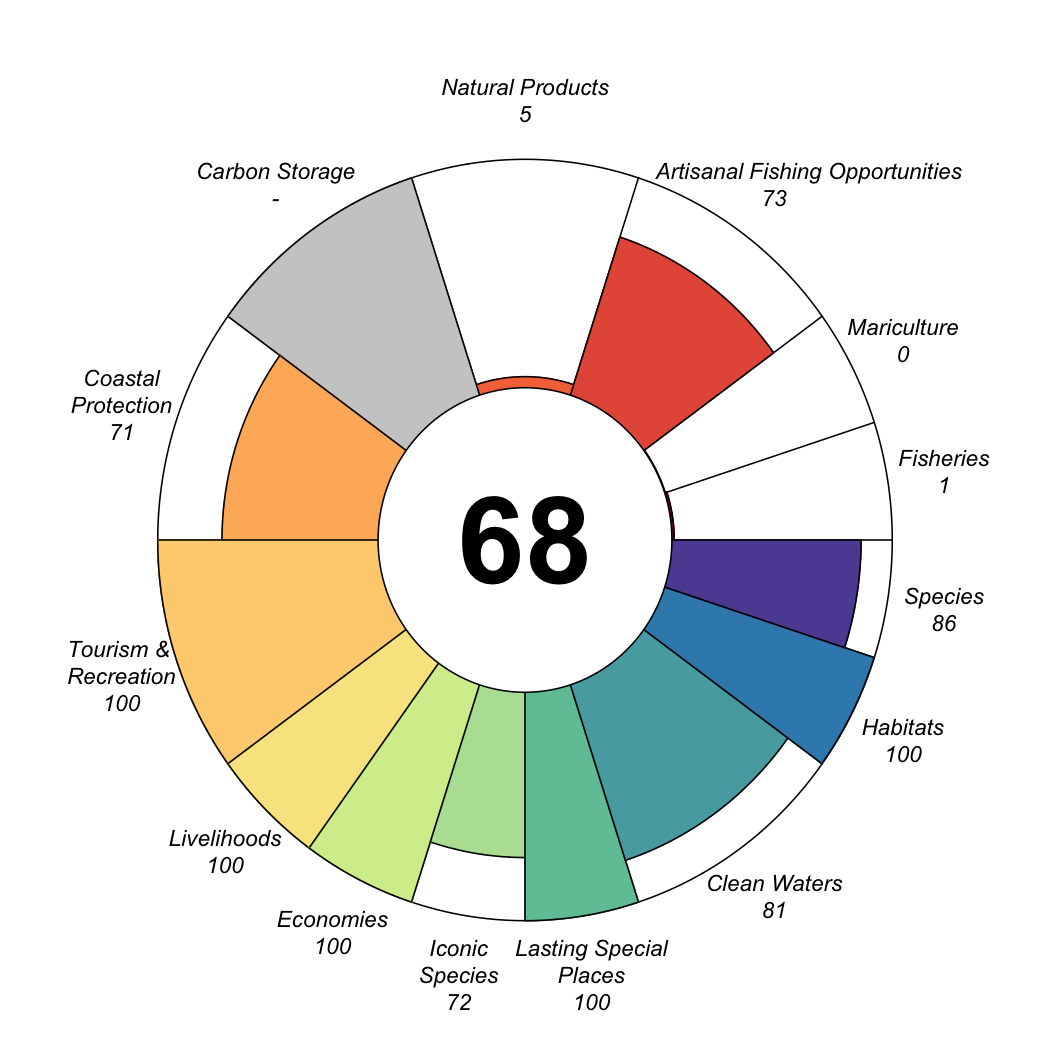 Natural Products
5
Artisanal Fishing Opportunities
73
Carbon Storage
-
Mariculture
0
Coastal
Protection
71
Fisheries
1
68
Species
86
Tourism &
Recreation
100
Habitats
100
Livelihoods
100
Clean Waters
81
Economies
100
Iconic
Species
72
Lasting Special
Places
100